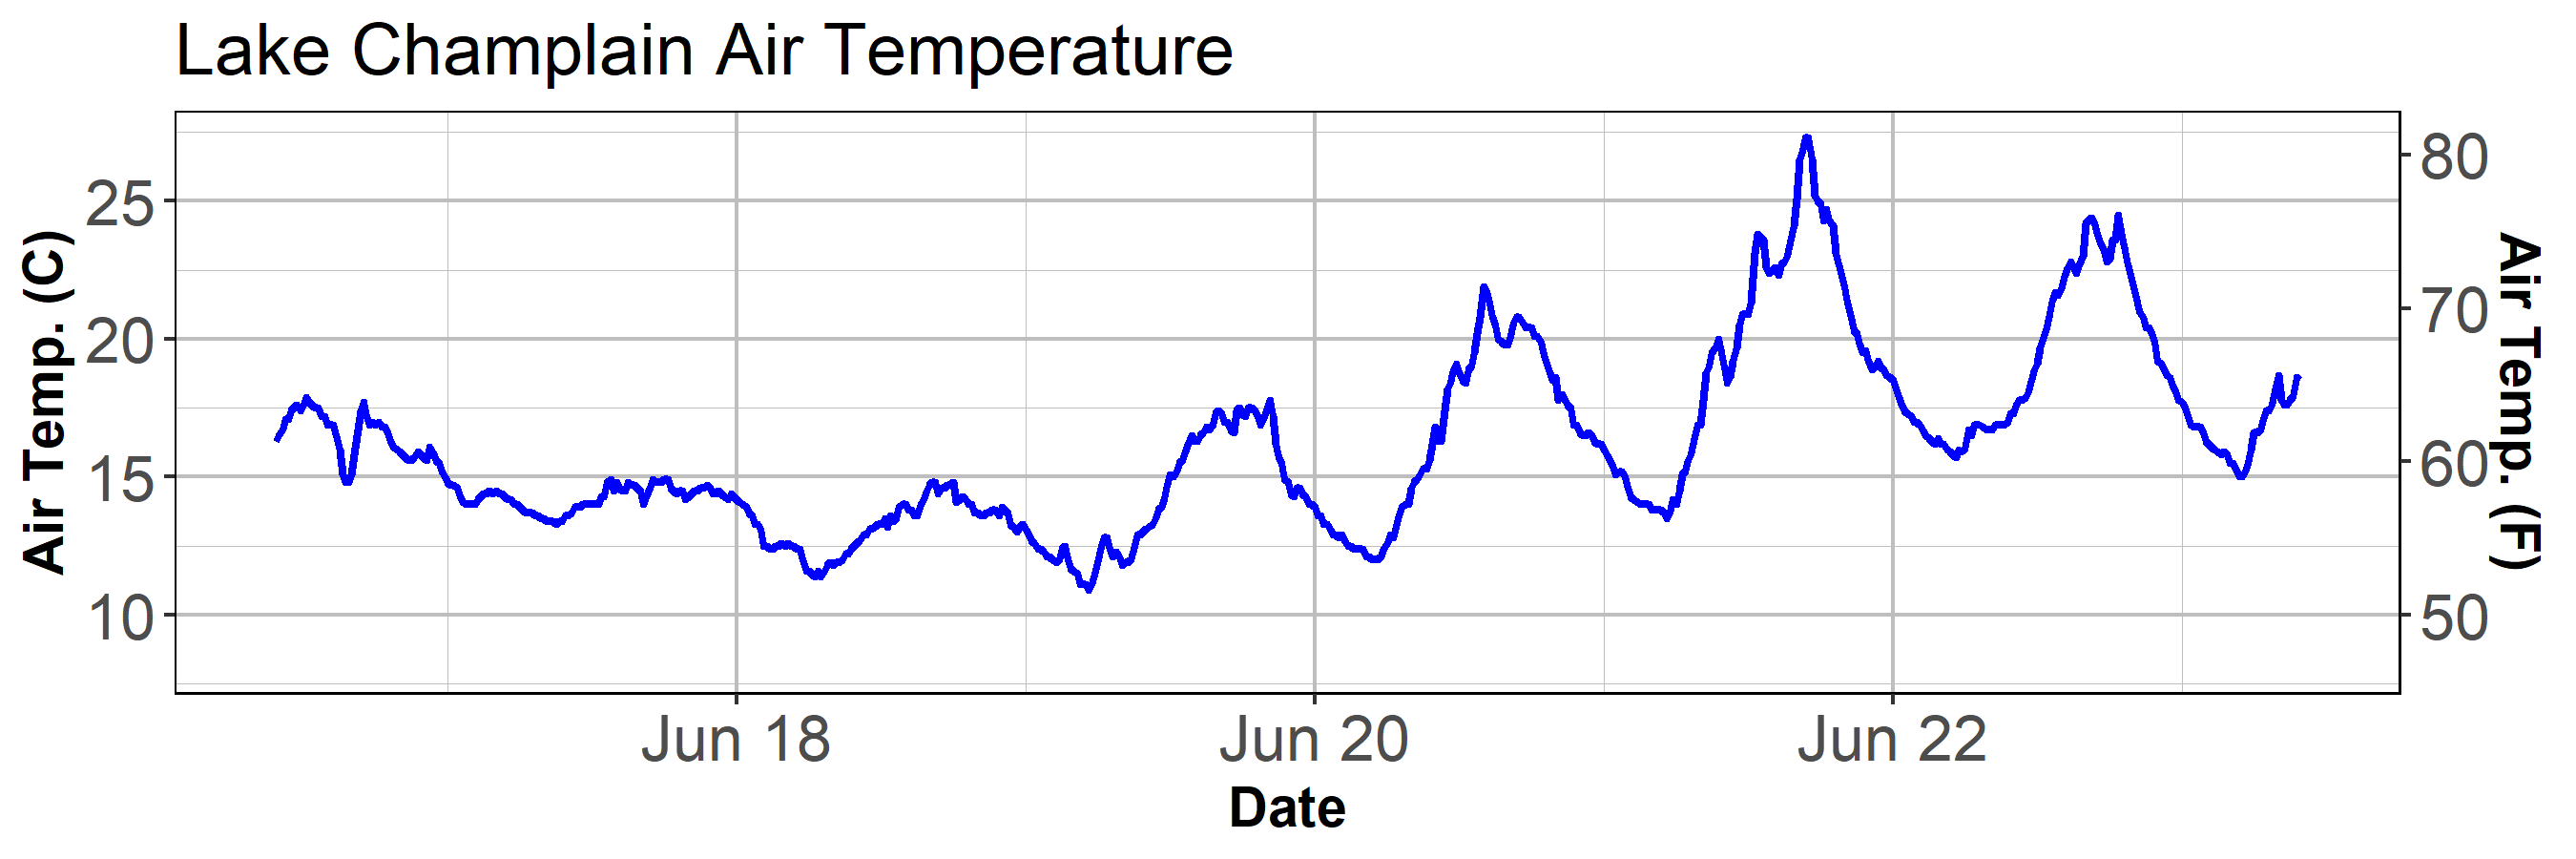 Lake Champlain Air Temperature
Air Temp. (C)
25
20
15
10
80
70
60
50
Air Temp. (F)
Jun 18
Jun 20
Jun 22
Date